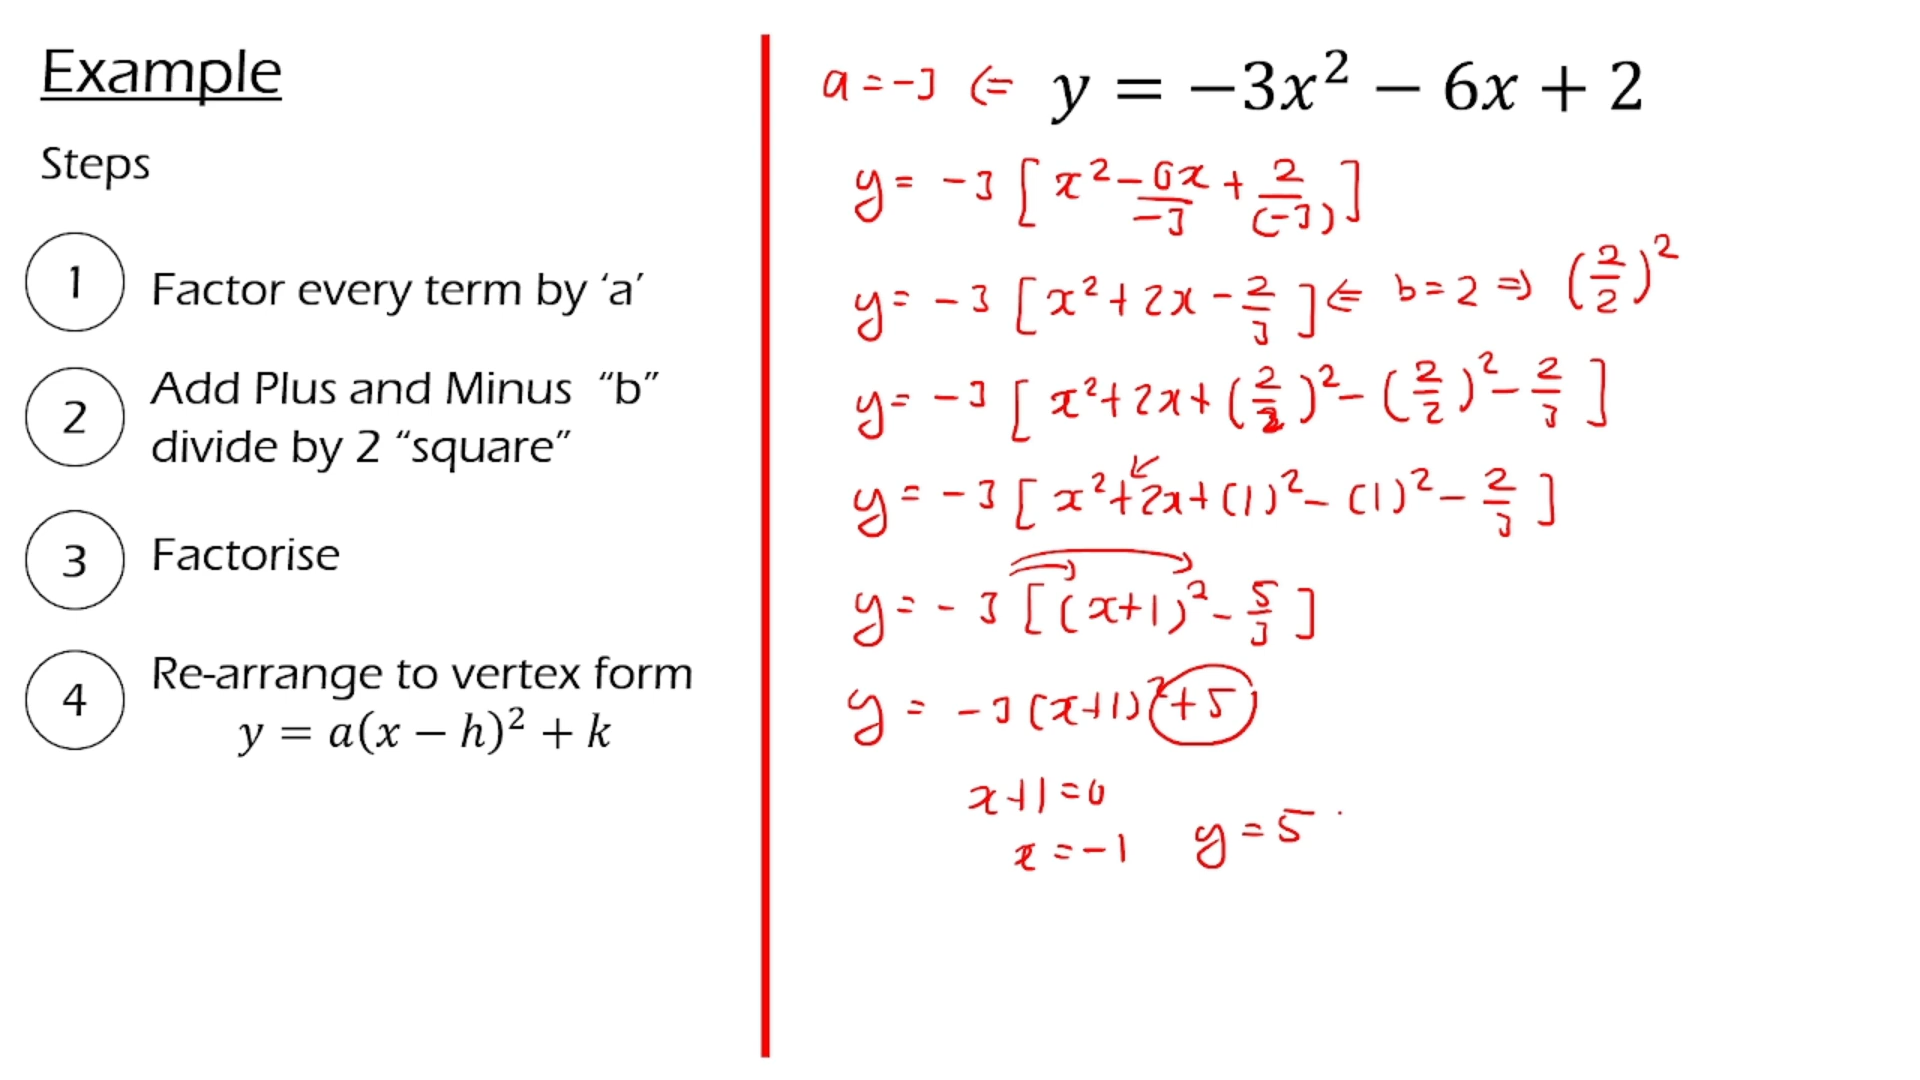 Example
Steps
1 Factor every term by ‘a’
2 Add Plus and Minus “b”
divide by 2 “square”
3 Factorise
4 Re-arrange to vertex form
y = a(x − h)² + k
a = -3 ⇐ y = −3x² − 6x + 2
y = -3 [ x² - 6x/-3 + 2/(-3) ]
y = -3 [ x² + 2x - 2/3 ] ⇐ b = 2 ⇒ (2/2)²
y = -3 [ x² + 2x + (2/2)² - (2/2)² - 2/3 ]
y = -3 [ x² + 2x + (1)² - (1)² - 2/3 ]
y = -3 [ (x+1)² - 5/3 ]
y = -3 (x+1)² + 5
x+1 = 0
x = -1 y = 5